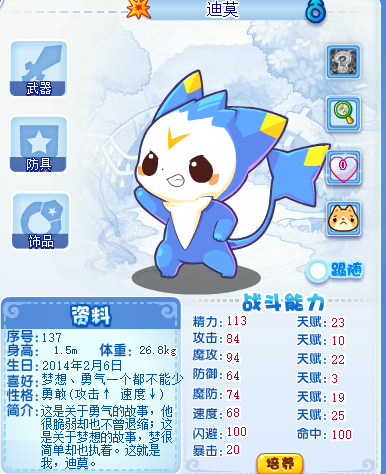 迪莫
武器
防具
饰品
0
跟随
资料
序号:137
身高: 1.5m 体重: 26.8kg
生日:2014年2月6日
喜好:梦想、勇气一个都不能少
性格:勇敢(攻击↑ 速度↓)
简介:这是关于勇气的故事,他
很脆弱却也不曾退缩;这
是关于梦想的故事,梦很
简单却也执着。这就是
我,迪莫。
战斗能力
精力:113 天赋:23
攻击:84 天赋:10
魔攻:94 天赋:22
防御:64 天赋:3
魔防:74 天赋:19
速度:68 天赋:25
闪避:100 命中:100
暴击:20
培养